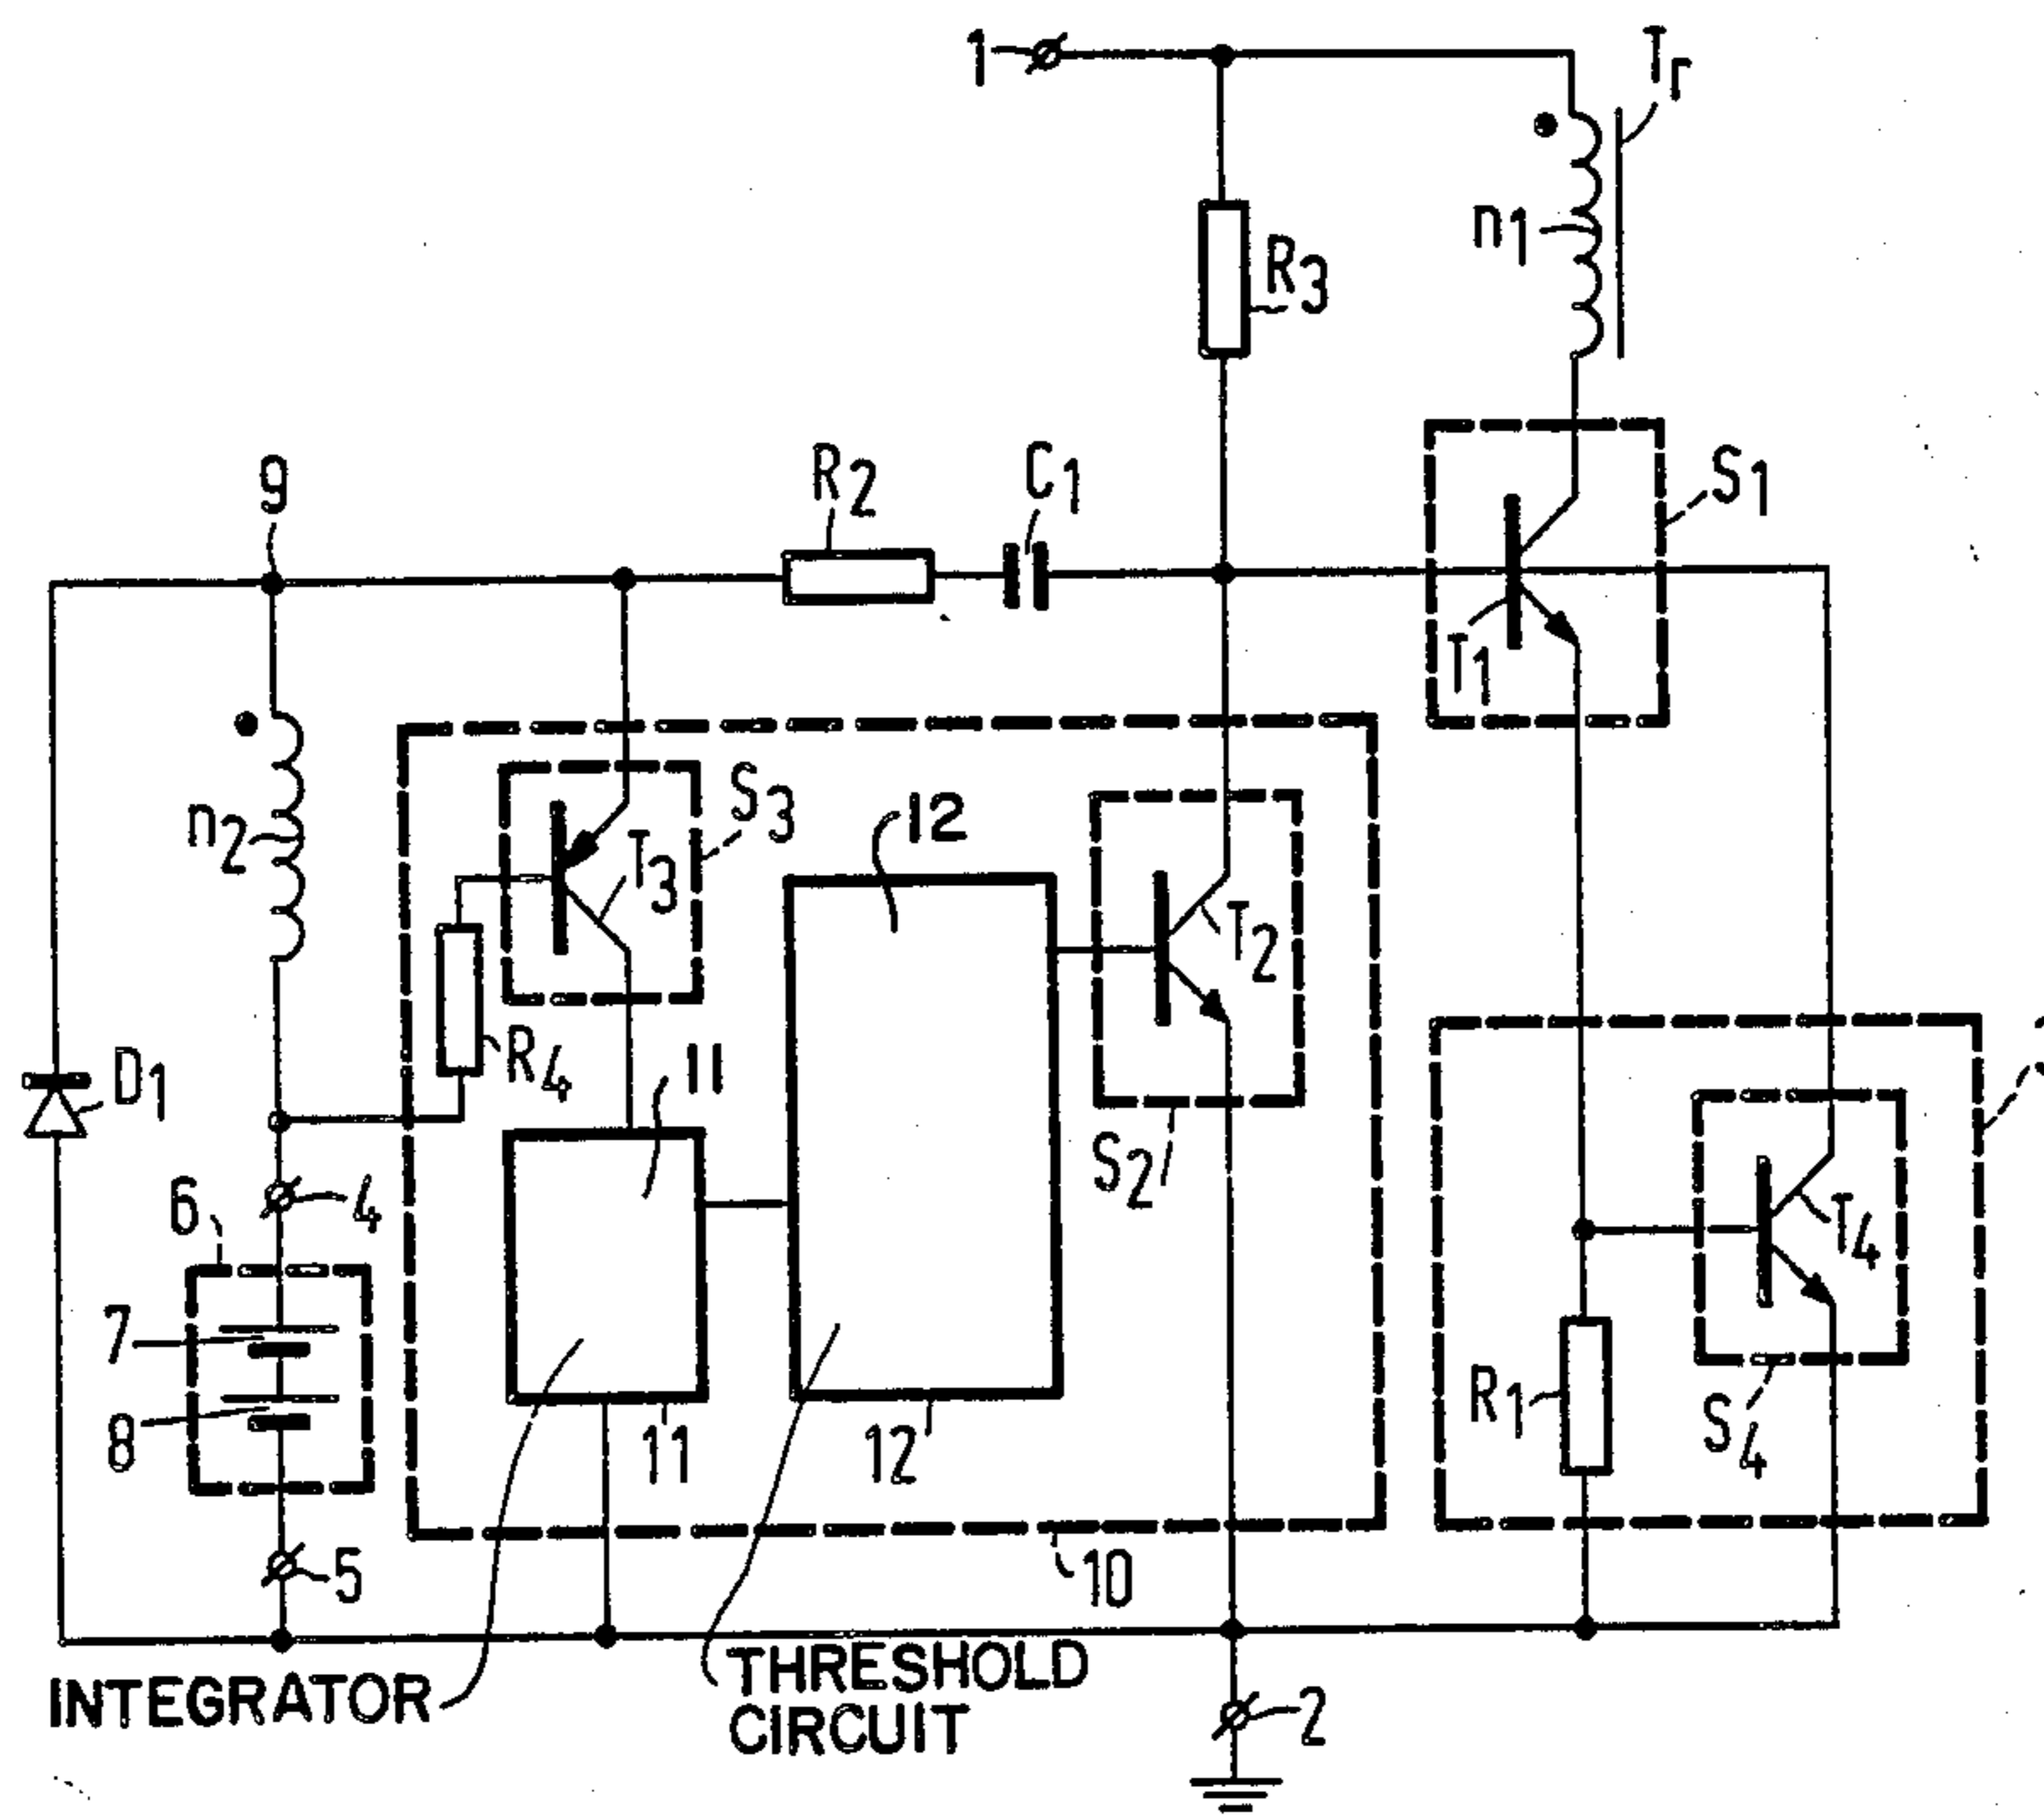 1
Tr
n1
R3
9
R2
C1
S1
T1
n2
S3
T3
12
T2
R4
11
D1
S2
T4
6
4
7
8
R1
S4
11
12
5
10
INTEGRATOR
THRESHOLD
CIRCUIT
2